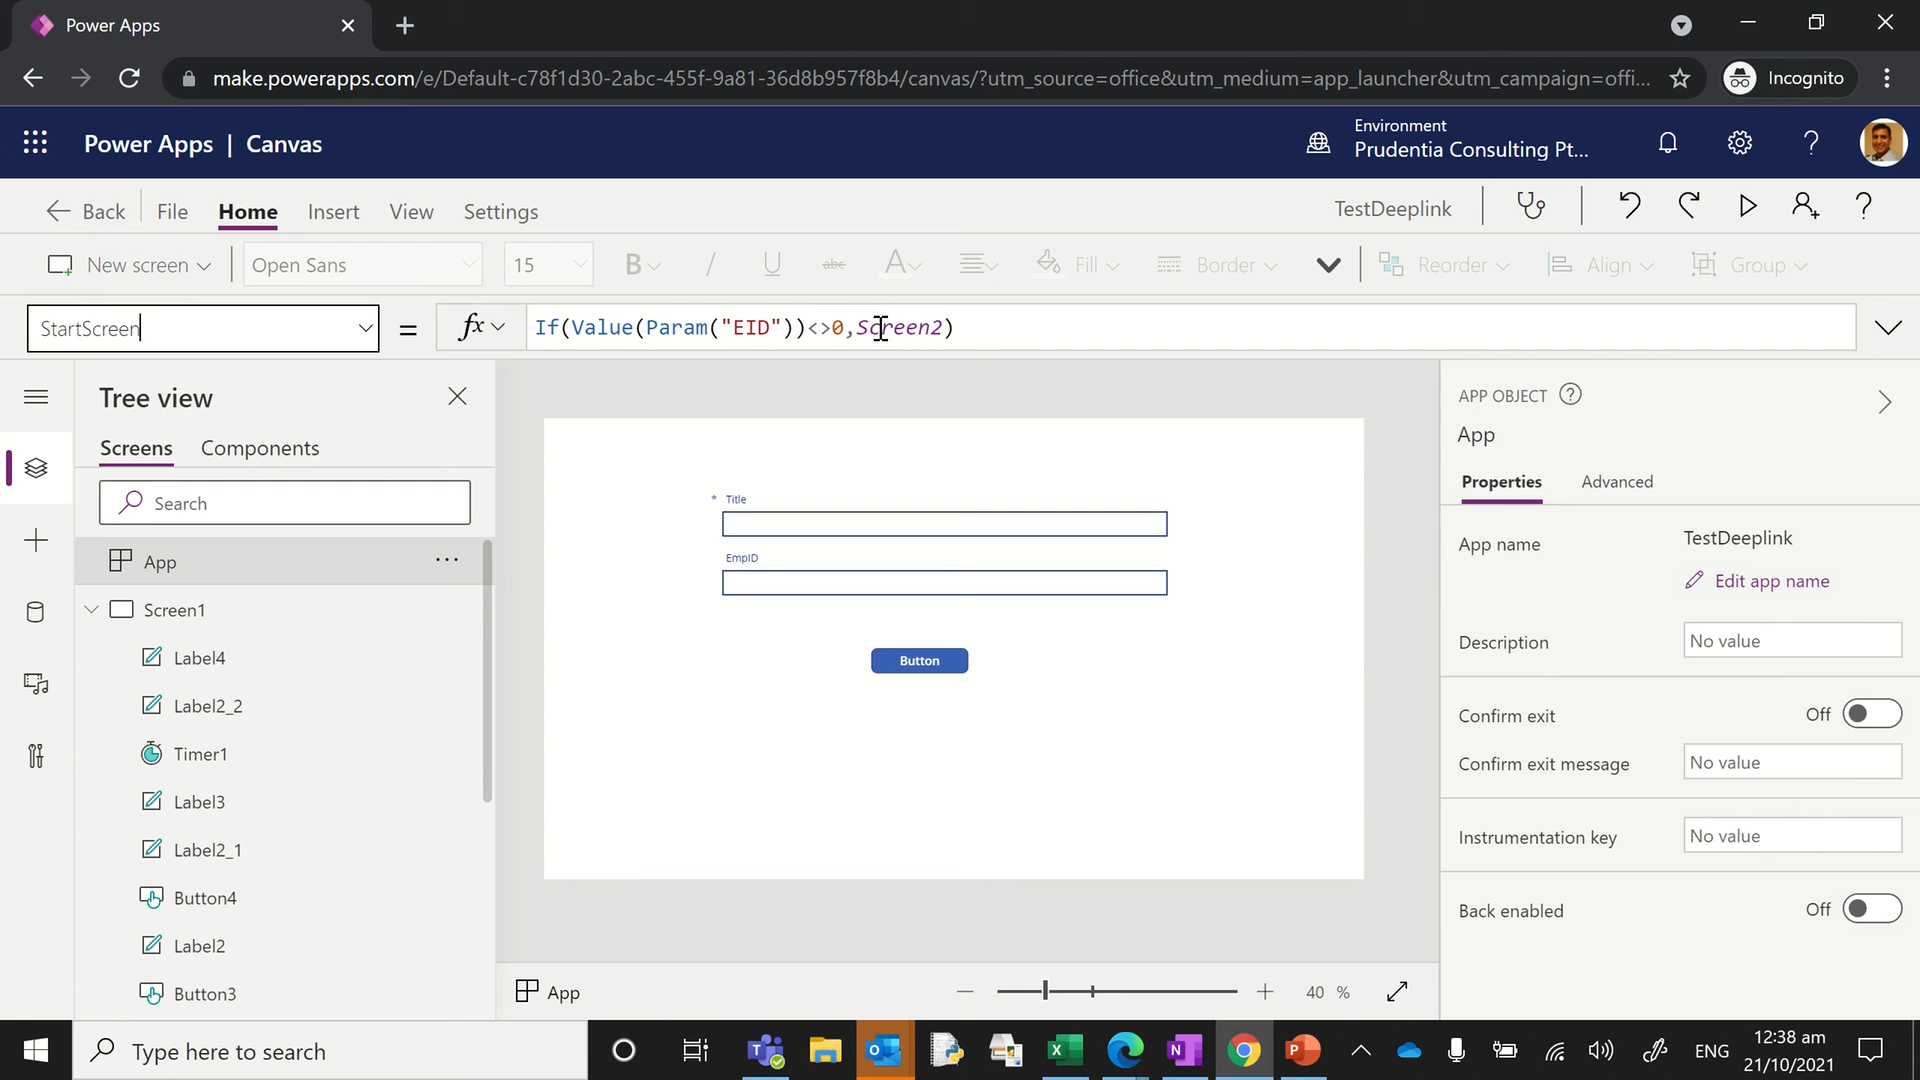 Power Apps
make.powerapps.com/e/Default-c78f1d30-2abc-455f-9a81-36d8b957f8b4/canvas/?utm_source=office&utm_medium=app_launcher&utm_campaign=offi...
Incognito
Power Apps | Canvas
Environment
Prudentia Consulting Pt...
Back
File
Home
Insert
View
Settings
TestDeeplink
New screen
Open Sans
15
B
abc
Fill
Border
Reorder
Align
Group
StartScreen
=
fx
If(Value(Param("EID"))<>0,Screen2)
Tree view
Screens
Components
Search
App
Screen1
Label4
Label2_2
Timer1
Label3
Label2_1
Button4
Label2
Button3
* Title
EmpID
Button
App
40 %
APP OBJECT
App
Properties
Advanced
App name
TestDeeplink
Edit app name
Description
No value
Confirm exit
Off
Confirm exit message
No value
Instrumentation key
No value
Back enabled
Off
Type here to search
ENG
12:38 am
21/10/2021